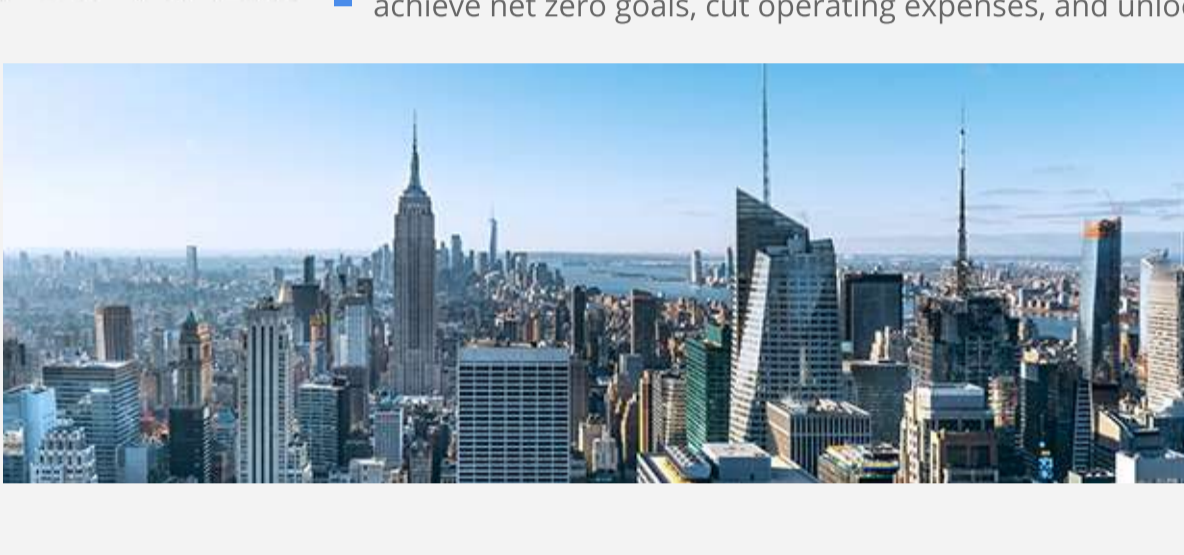 achieve net zero goals, cut operating expenses, and